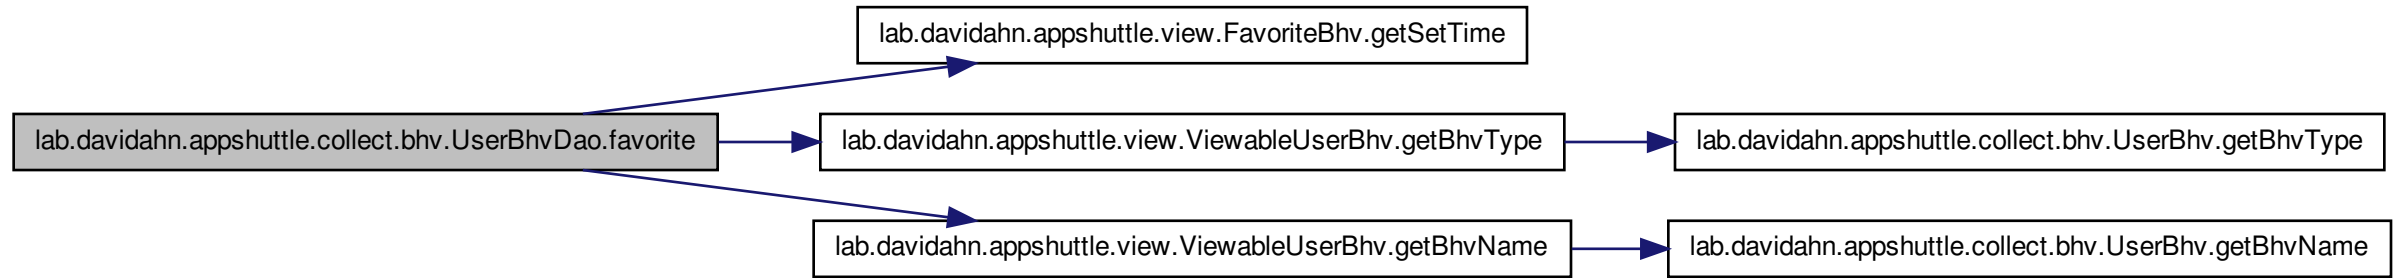 lab.davidahn.appshuttle.view.FavoriteBhv.getSetTime
lab.davidahn.appshuttle.collect.bhv.UserBhvDao.favorite
lab.davidahn.appshuttle.view.ViewableUserBhv.getBhvType
lab.davidahn.appshuttle.collect.bhv.UserBhv.getBhvType
lab.davidahn.appshuttle.view.ViewableUserBhv.getBhvName
lab.davidahn.appshuttle.collect.bhv.UserBhv.getBhvName